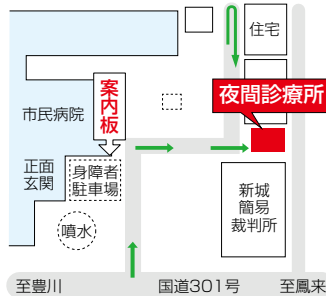 住宅
案内板
夜間診療所
市民病院
正面
玄関
身障者
駐車場
新城
簡易
裁判所
噴水
至豊川
国道301号
至鳳来